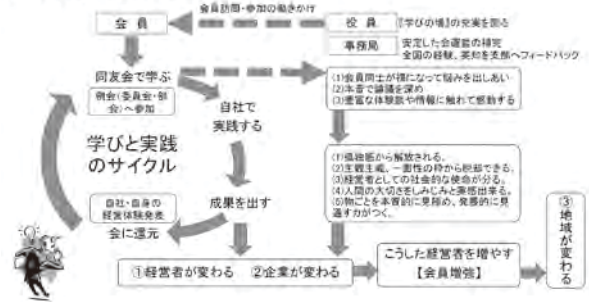 会員訪問・参加の働きかけ
会 員
役 員
『学びの場』の充実を図る
事務局
安定した会運営の補完
全国の経験、英知を支部へフィードバック
同友会で学ぶ
例会(委員会・部
会)へ参加
(1)会員同士が裸になって悩みを出しあい
(2)本音で論議を深め
(3)豊富な体験談や情報に触れて感動する
自社で
実践する
学びと実践
のサイクル
(1)孤独感から解放される。
(2)主観主義、一面性の枠から脱却できる。
(3)経営者としての社会的な使命が分る。
(4)人間の大切さをしみじみと実感出来る。
(5)物ごとを本質的に見極め、発展的に見
通す力がつく。
自社・自身の
経営体験発表
会に還元
成果を出す
①経営者が変わる ②企業が変わる
こうした経営者を増やす
【会員増強】
③地域が変わる